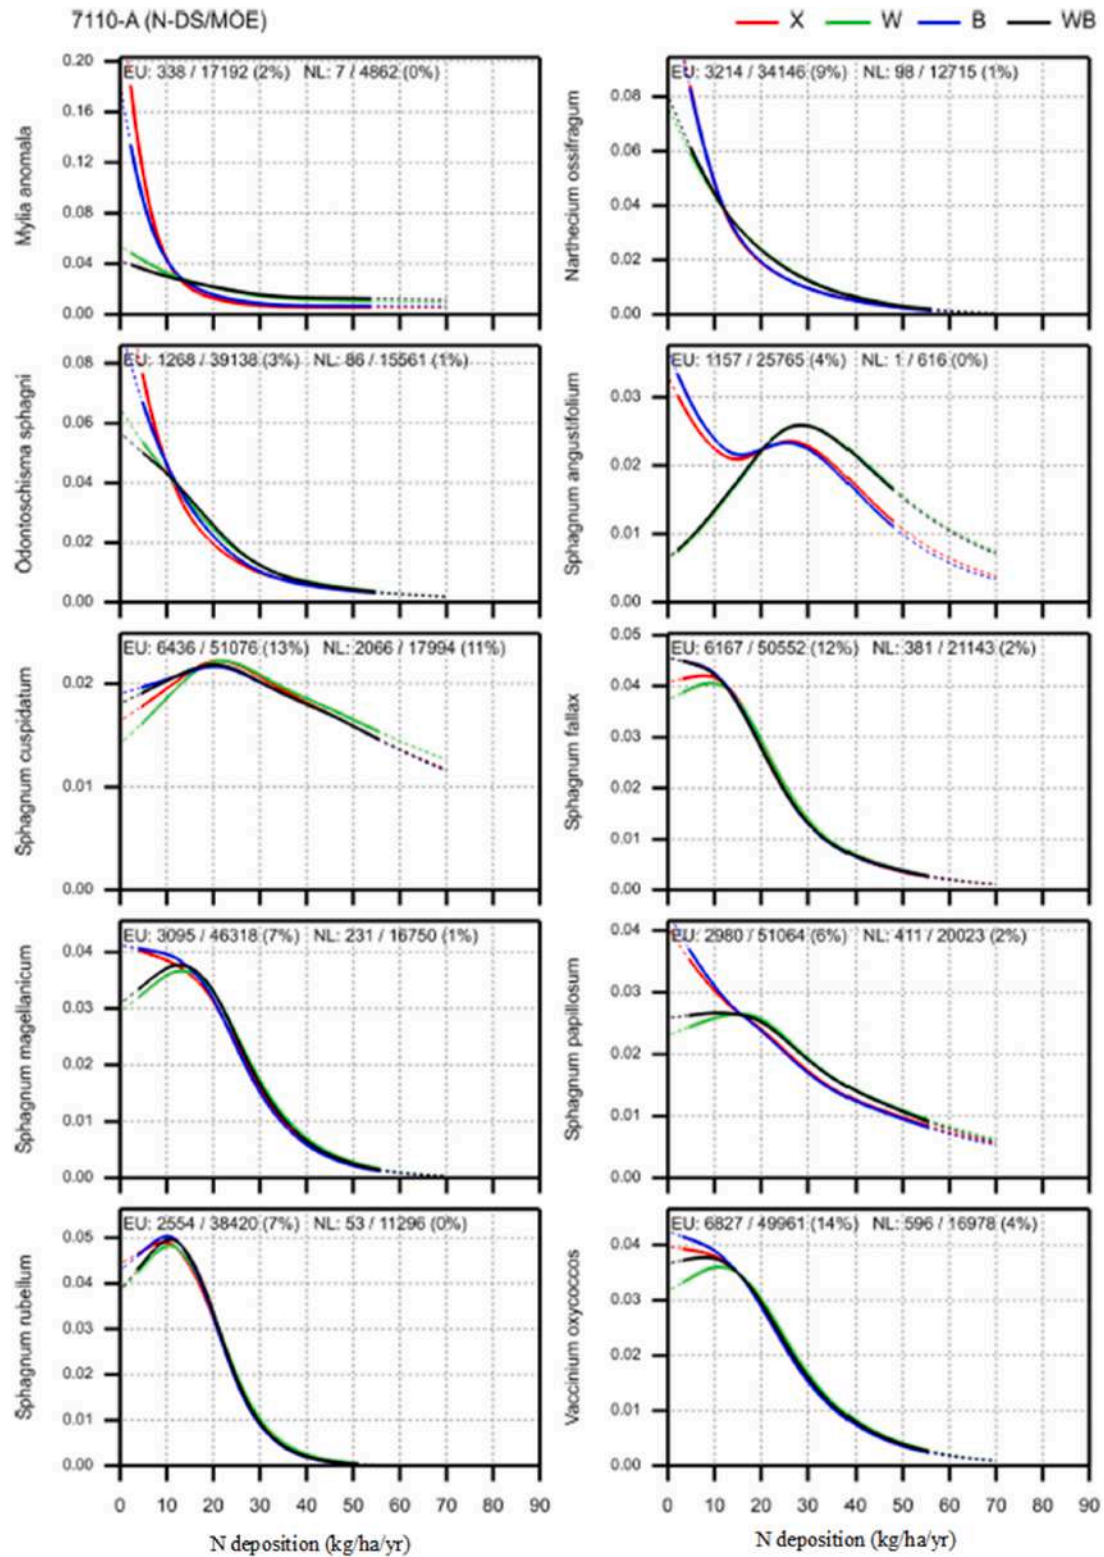 7110-A (N-DS/MOE)
X W B WB
EU: 338 / 17192 (2%) NL: 7 / 4862 (0%)
0.20
0.16
0.12
0.08
0.04
0.00
Mylia anomala
EU: 3214 / 34146 (9%) NL: 98 / 12715 (1%)
0.08
0.06
0.04
0.02
0.00
Narthecium ossifragum
EU: 1268 / 39138 (3%) NL: 86 / 15561 (1%)
0.08
0.06
0.04
0.02
0.00
Odontoschisma sphagni
EU: 1157 / 25765 (4%) NL: 1 / 616 (0%)
0.03
0.02
0.01
0.00
Sphagnum angustifolium
EU: 6436 / 51076 (13%) NL: 2066 / 17994 (11%)
0.02
0.01
0.00
Sphagnum cuspidatum
EU: 6167 / 50552 (12%) NL: 381 / 21143 (2%)
0.05
0.04
0.03
0.02
0.01
0.00
Sphagnum fallax
EU: 3095 / 46318 (7%) NL: 231 / 16750 (1%)
0.04
0.03
0.02
0.01
0.00
Sphagnum magellanicum
EU: 2980 / 51064 (6%) NL: 411 / 20023 (2%)
0.04
0.03
0.02
0.01
0.00
Sphagnum papillosum
EU: 2554 / 38420 (7%) NL: 53 / 11296 (0%)
0.05
0.04
0.03
0.02
0.01
0.00
Sphagnum rubellum
EU: 6827 / 49961 (14%) NL: 596 / 16978 (4%)
0.04
0.03
0.02
0.01
0.00
Vaccinium oxycoccos
0 10 20 30 40 50 60 70 80 90
N deposition (kg/ha/yr)
0 10 20 30 40 50 60 70 80 90
N deposition (kg/ha/yr)